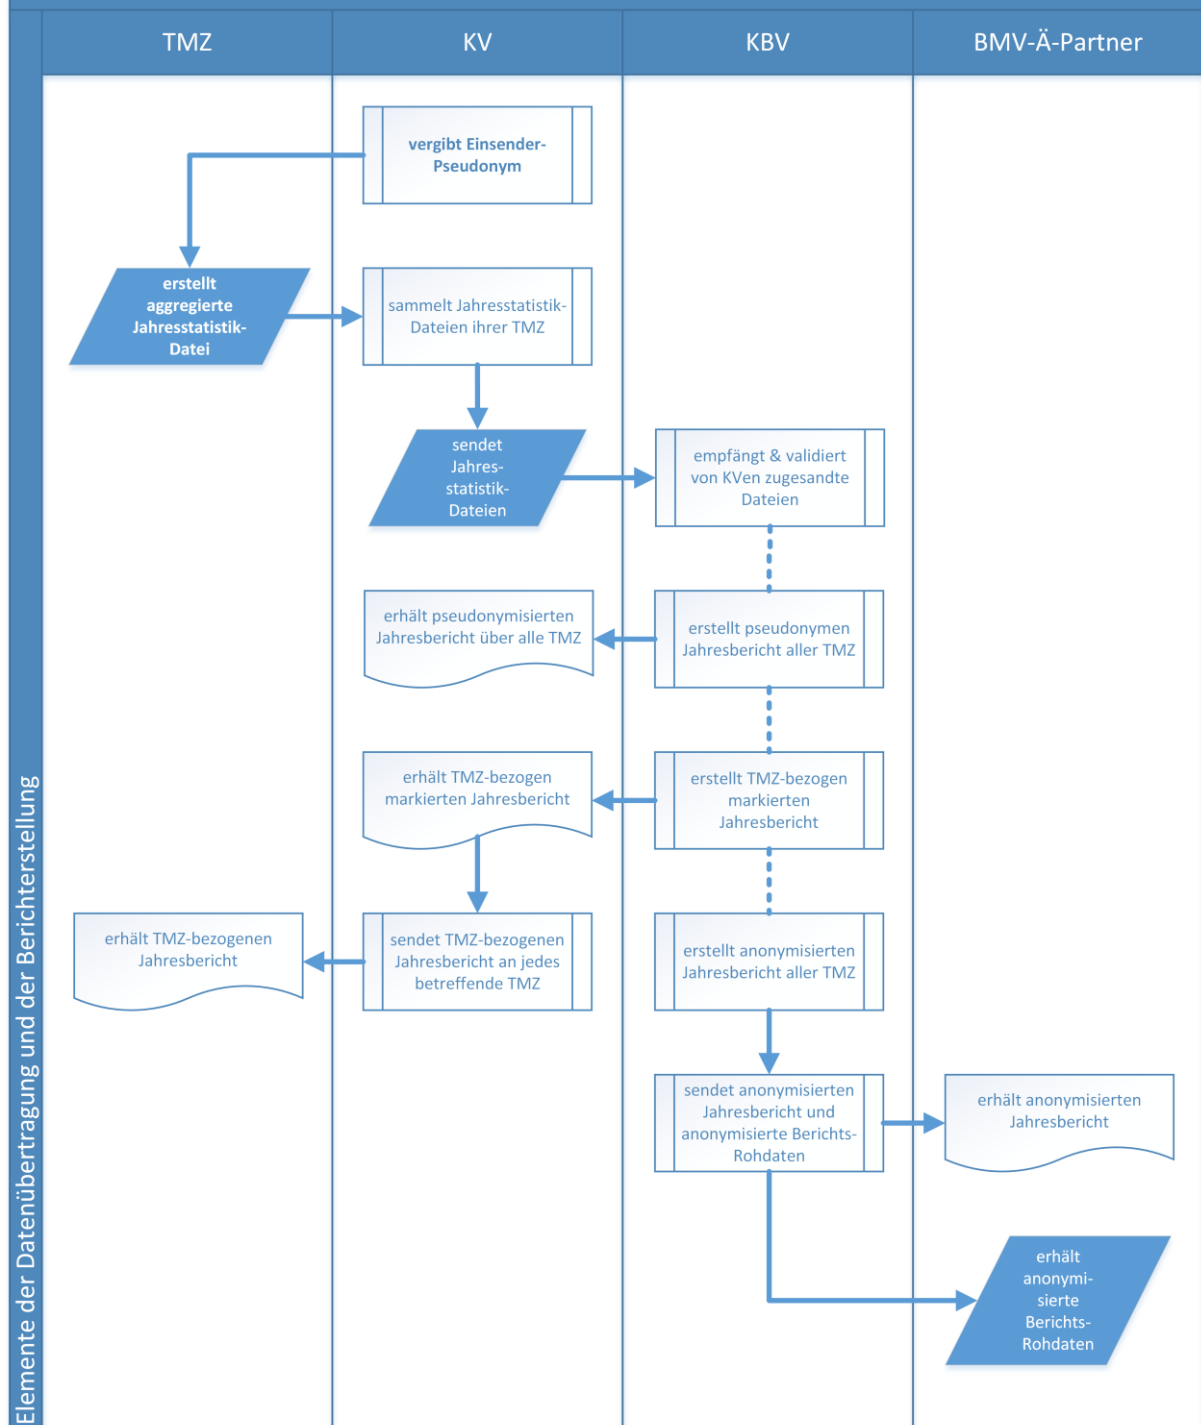 TMZ
KV
KBV
BMV-Ä-Partner
Elemente der Datenübertragung und der Berichterstellung
vergibt Einsender-
Pseudonym
erstellt
aggregierte
Jahresstatistik-
Datei
sammelt Jahresstatistik-
Dateien ihrer TMZ
sendet
Jahres-
statistik-
Dateien
empfängt & validiert
von KVen zugesandte
Dateien
erhält pseudonymisierten
Jahresbericht über alle TMZ
erstellt pseudonymen
Jahresbericht aller TMZ
erhält TMZ-bezogen
markierten Jahresbericht
erstellt TMZ-bezogen
markierten
Jahresbericht
erhält TMZ-bezogenen
Jahresbericht
sendet TMZ-bezogenen
Jahresbericht an jedes
betreffende TMZ
erstellt anonymisierten
Jahresbericht aller TMZ
sendet anonymisierten
Jahresbericht und
anonymisierte Berichts-
Rohdaten
erhält anonymisierten
Jahresbericht
erhält
anonymi-
sierte
Berichts-
Rohdaten